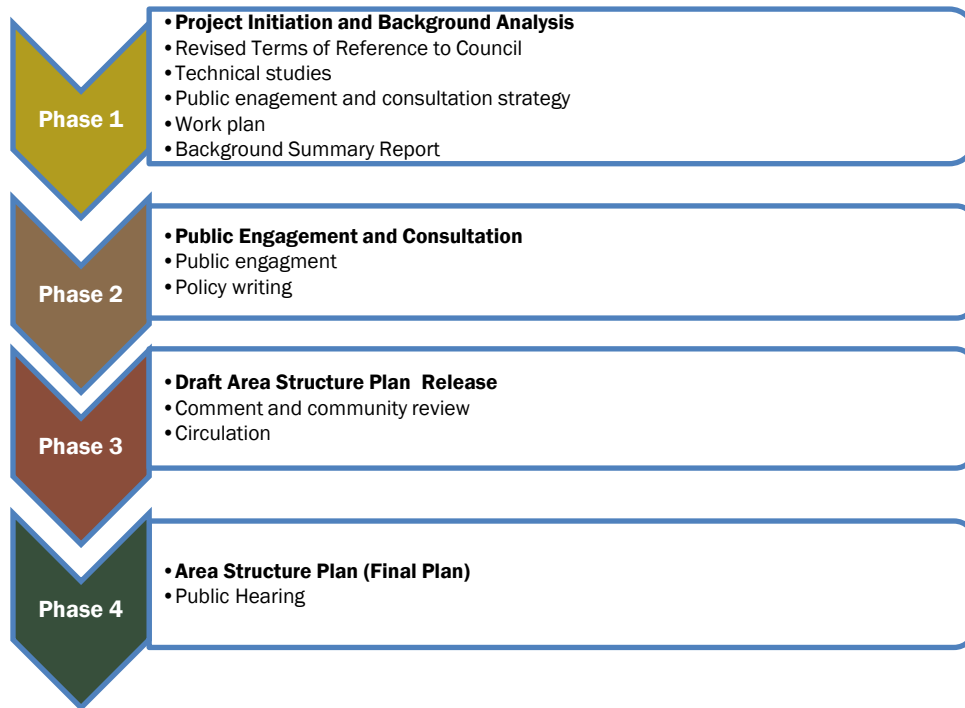 Phase 1
• Project Initiation and Background Analysis
• Revised Terms of Reference to Council
• Technical studies
• Public enagement and consultation strategy
• Work plan
• Background Summary Report
Phase 2
• Public Engagement and Consultation
• Public engagment
• Policy writing
Phase 3
• Draft Area Structure Plan Release
• Comment and community review
• Circulation
Phase 4
• Area Structure Plan (Final Plan)
• Public Hearing